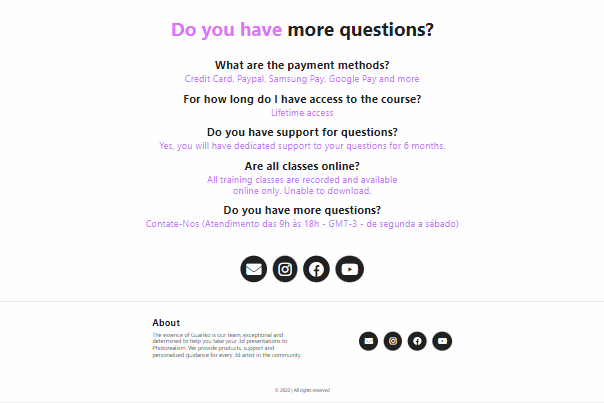 Do you have more questions?
What are the payment methods?
Credit Card, Paypal, Samsung Pay, Google Pay and more
For how long do I have access to the course?
Lifetime access
Do you have support for questions?
Yes, you will have dedicated support to your questions for 6 months.
Are all classes online?
All training classes are recorded and available
online only. Unable to download.
Do you have more questions?
Contate-Nos (Atendimento das 9h às 18h - GMT-3 - de segunda a sábado)
About
The essence of Guanko is our team; exceptional and
determined to help you take your 3d presentations to
Photorealism. We provide products, support and
personalized guidance for every 3d artist in the community.
© 2022 | All rights reserved